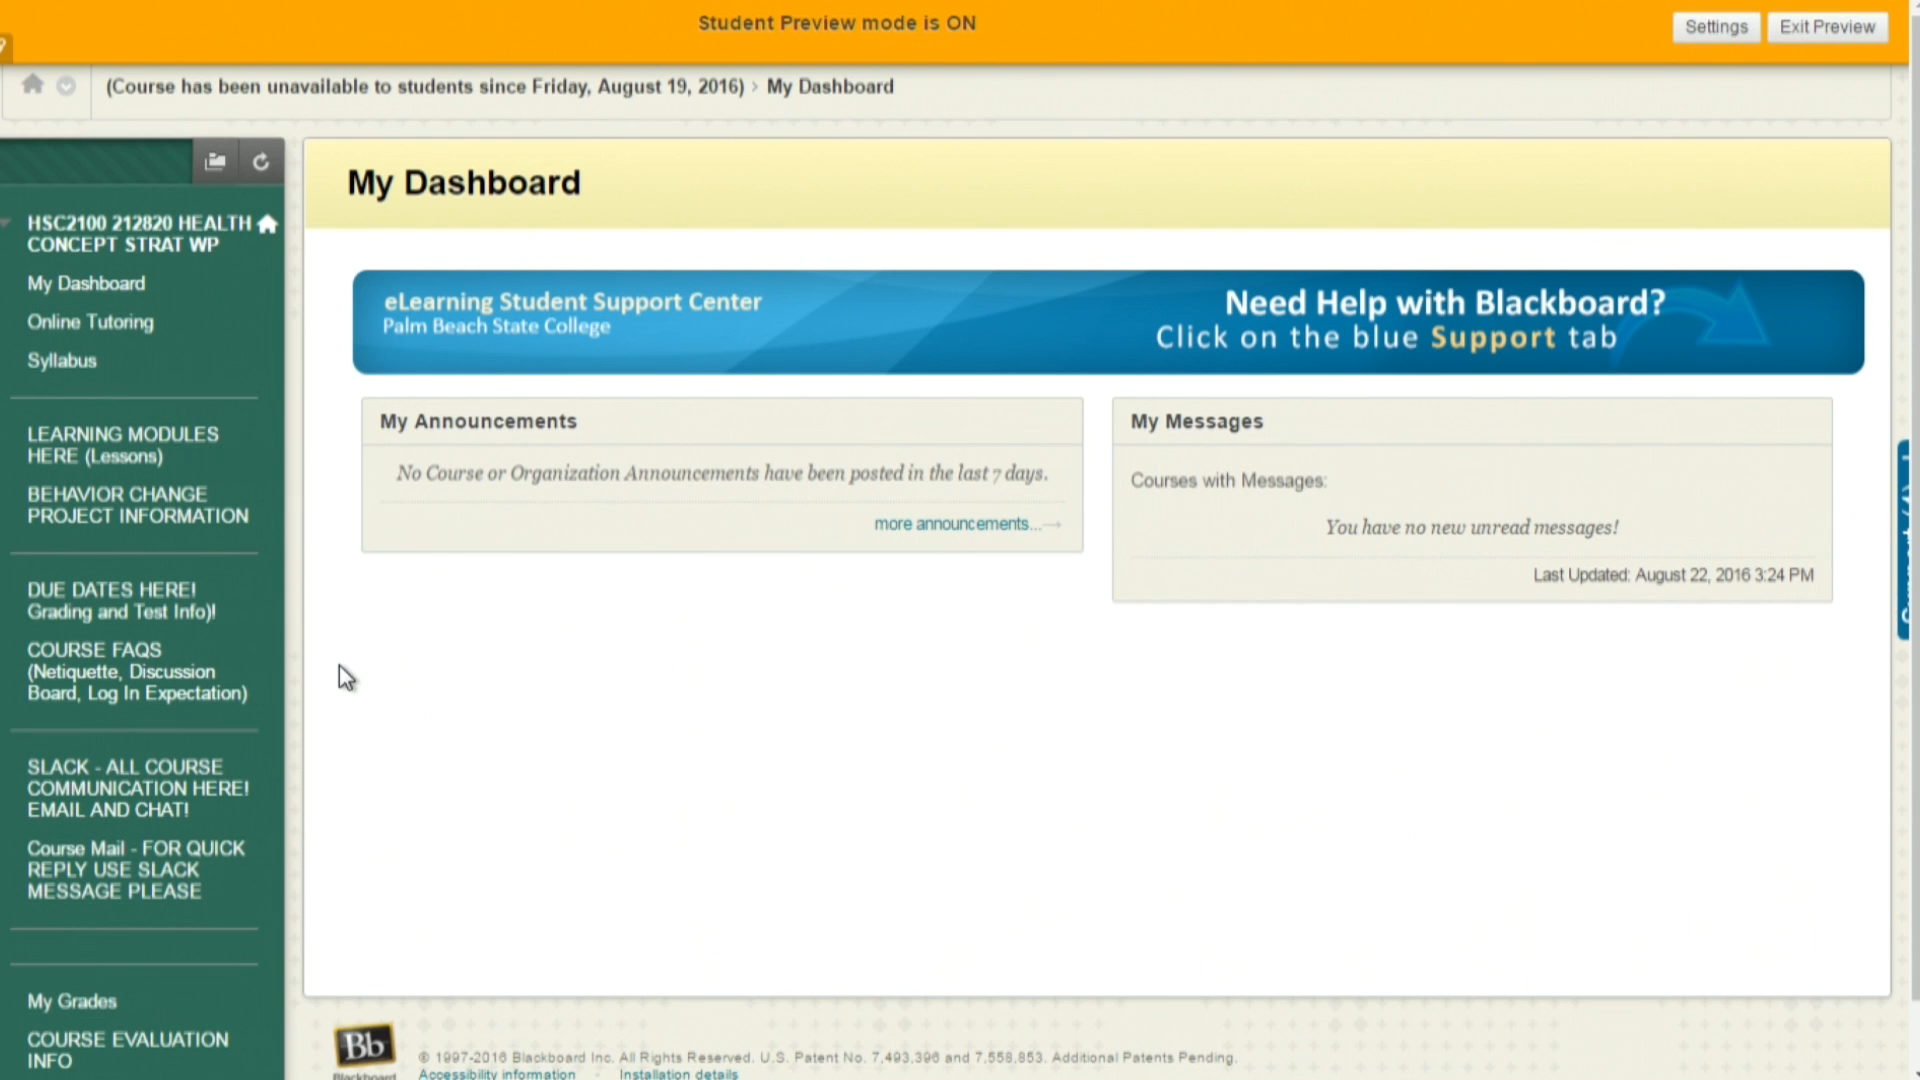 Student Preview mode is ON
Settings
Exit Preview
(Course has been unavailable to students since Friday, August 19, 2016) > My Dashboard
HSC2100 212820 HEALTH
CONCEPT STRAT WP
My Dashboard
Online Tutoring
Syllabus
LEARNING MODULES
HERE (Lessons)
BEHAVIOR CHANGE
PROJECT INFORMATION
DUE DATES HERE!
Grading and Test Info)!
COURSE FAQS
(Netiquette, Discussion
Board, Log In Expectation)
SLACK - ALL COURSE
COMMUNICATION HERE!
EMAIL AND CHAT!
Course Mail - FOR QUICK
REPLY USE SLACK
MESSAGE PLEASE
My Grades
COURSE EVALUATION
INFO
My Dashboard
eLearning Student Support Center
Palm Beach State College
Need Help with Blackboard?
Click on the blue Support tab
My Announcements
No Course or Organization Announcements have been posted in the last 7 days.
more announcements...→
My Messages
Courses with Messages:
You have no new unread messages!
Last Updated: August 22, 2016 3:24 PM
Bb
Blackboard
© 1997-2016 Blackboard Inc. All Rights Reserved. U.S. Patent No. 7,493,396 and 7,558,853. Additional Patents Pending.
Accessibility information · Installation details